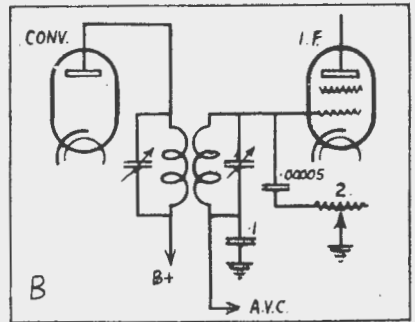 CONV.
I.F.
.00005
2
.1
B+
B
A.V.C.